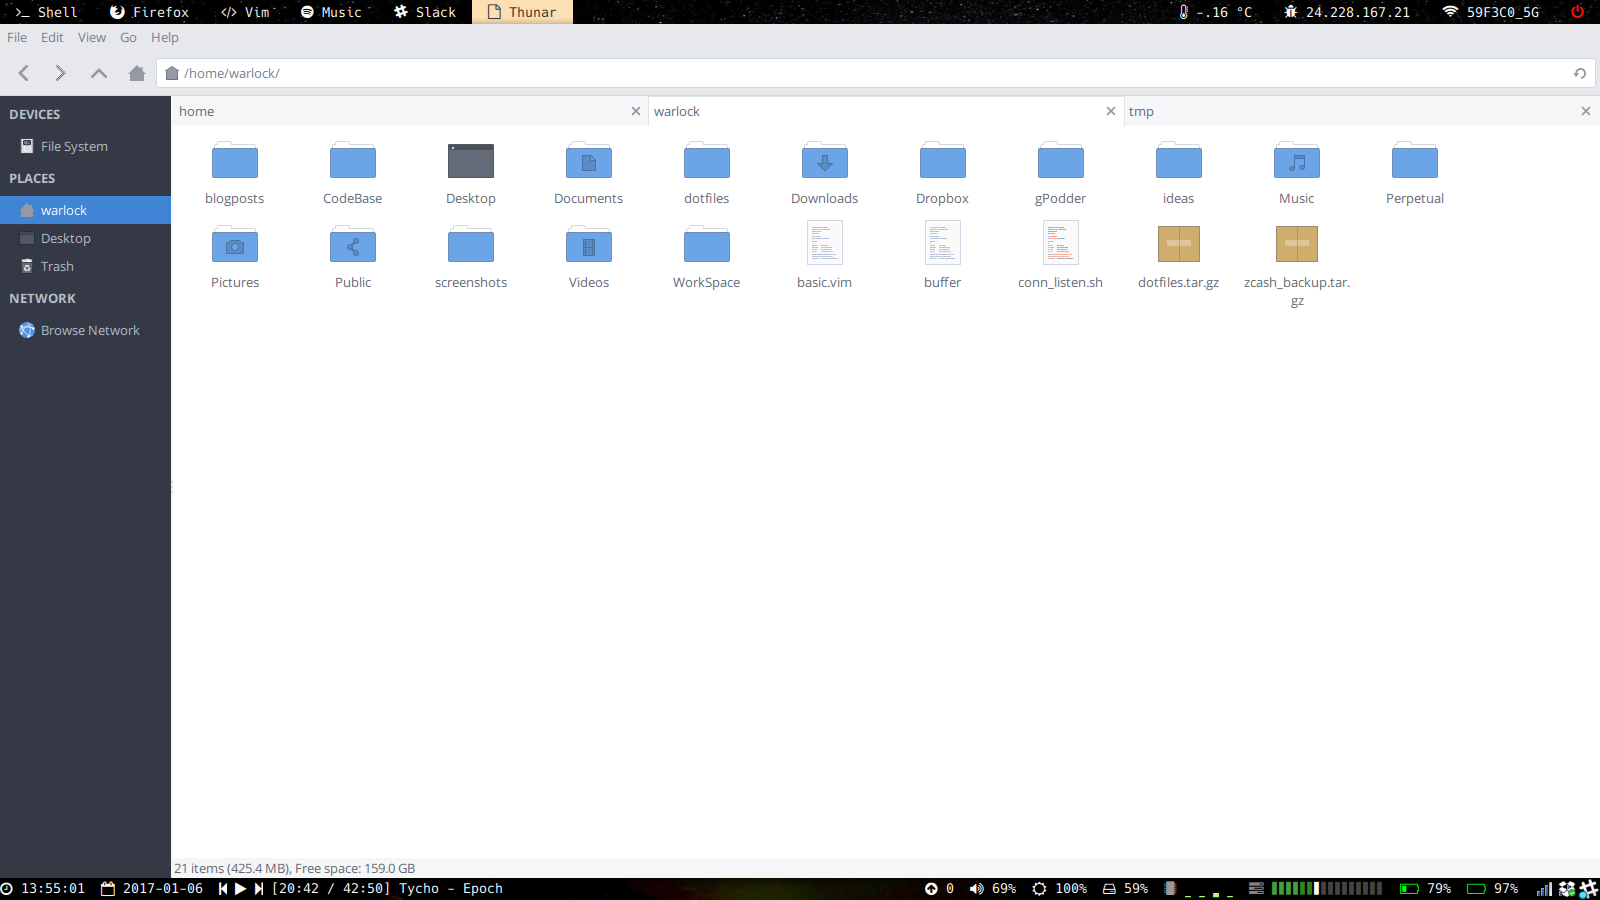 Shell Firefox Vim Music Slack Thunar -.16 °C 24.228.167.21 59F3C0_5G
File Edit View Go Help
/home/warlock/
DEVICES
File System
PLACES
warlock
Desktop
Trash
NETWORK
Browse Network
home warlock tmp
blogposts CodeBase Desktop Documents dotfiles Downloads Dropbox gPodder ideas Music Perpetual
Pictures Public screenshots Videos WorkSpace basic.vim buffer conn_listen.sh dotfiles.tar.gz zcash_backup.tar.
gz
21 items (425.4 MB), Free space: 159.0 GB
13:55:01 2017-01-06 [20:42 / 42:50] Tycho - Epoch 0 69% 100% 59% 79% 97%